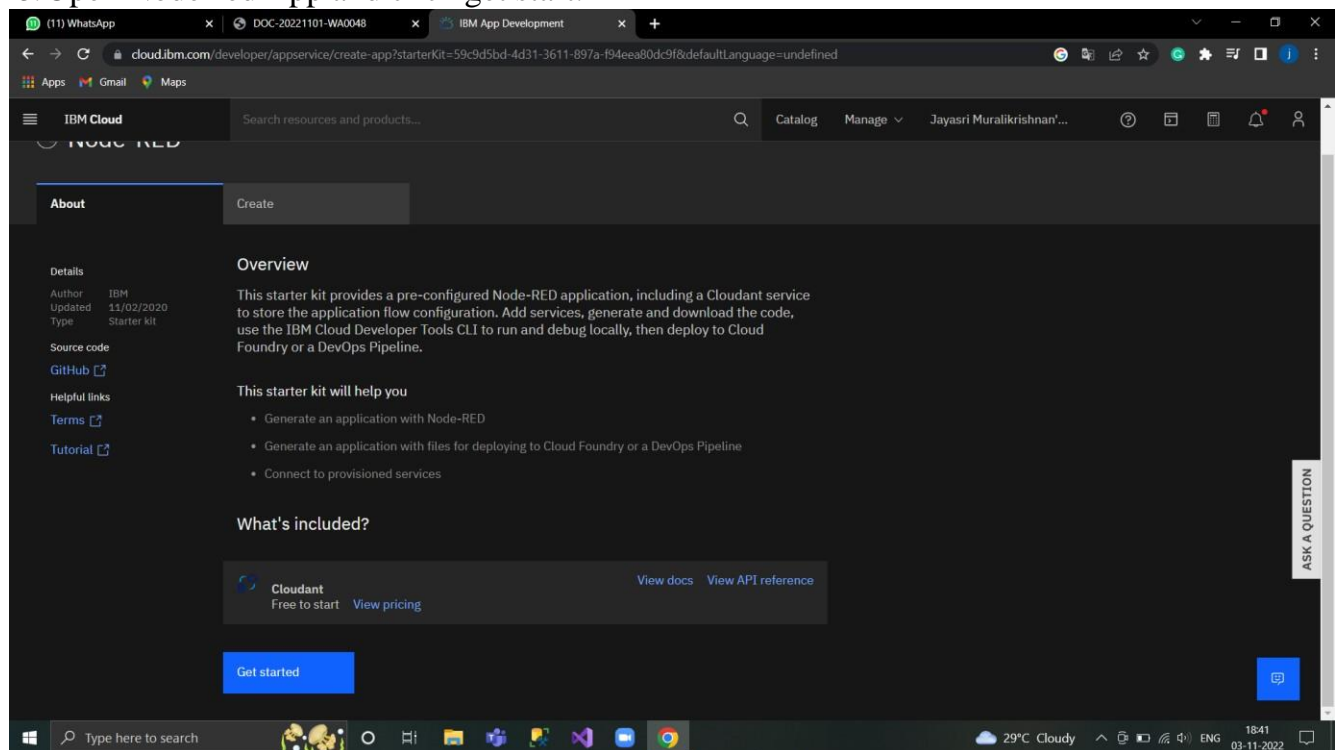 (11) WhatsApp
DOC-20221101-WA0048
IBM App Development
cloud.ibm.com/developer/appservice/create-app?starterKit=59c9d5bd-4d31-3611-897a-f94eea80dc9f&defaultLanguage=undefined
Apps
Gmail
Maps
IBM Cloud
Search resources and products...
Catalog
Manage
Jayasri Muralikrishnan'...
Node-RED
About
Create
Details
Author IBM
Updated 11/02/2020
Type Starter kit
Source code
GitHub
Helpful links
Terms
Tutorial
Overview
This starter kit provides a pre-configured Node-RED application, including a Cloudant service
to store the application flow configuration. Add services, generate and download the code,
use the IBM Cloud Developer Tools CLI to run and debug locally, then deploy to Cloud
Foundry or a DevOps Pipeline.
This starter kit will help you
• Generate an application with Node-RED
• Generate an application with files for deploying to Cloud Foundry or a DevOps Pipeline
• Connect to provisioned services
What's included?
Cloudant
Free to start View pricing
View docs View API reference
Get started
ASK A QUESTION
Type here to search
29°C Cloudy
ENG
18:41
03-11-2022